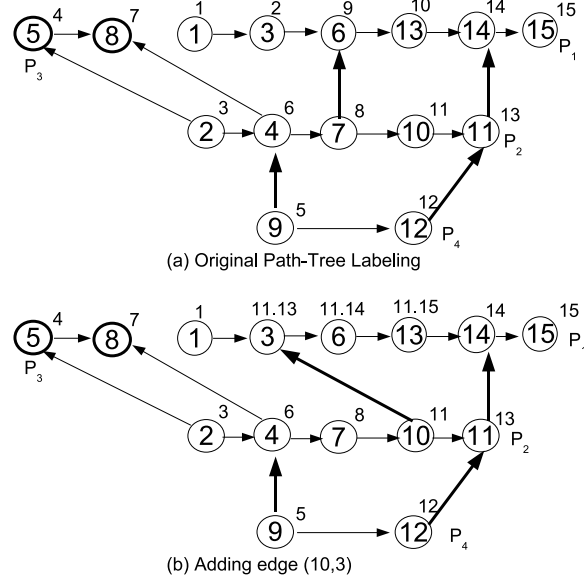 1 2 9 10 14 15
4 7
5 8 1 3 6 13 14 15
P1
P3
3 6 8 11 13
2 4 7 10 11
P2
5 12
9 12
P4
(a) Original Path-Tree Labeling
1 11.13 11.14 11.15 14 15
4 7
5 8 1 3 6 13 14 15
P
P3
3 6 8 11 13
2 4 7 10 11
P2
5 12
9 12
P4
(b) Adding edge (10,3)